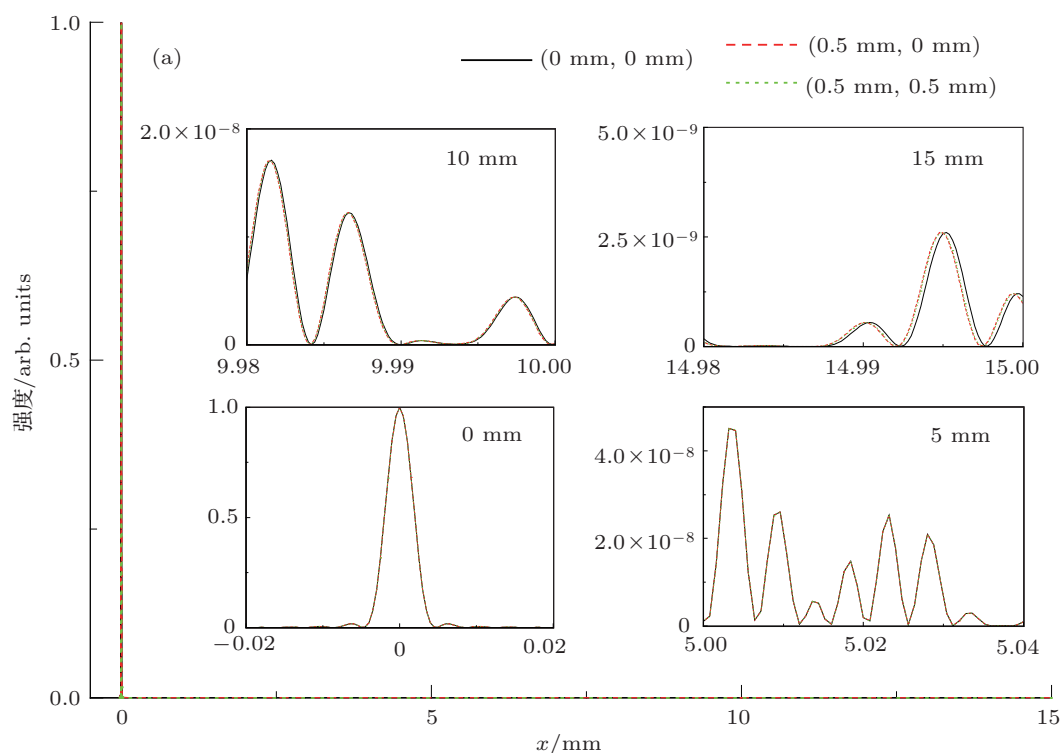 1.0
(a)
(0 mm, 0 mm)
(0.5 mm, 0 mm)
(0.5 mm, 0.5 mm)
2.0×10⁻⁸
10 mm
0
9.98 9.99 10.00
5.0×10⁻⁹
15 mm
2.5×10⁻⁹
0
14.98 14.99 15.00
强度/arb. units
0.5
1.0
0 mm
0.5
0
−0.02 0 0.02
4.0×10⁻⁸
5 mm
2.0×10⁻⁸
0
5.00 5.02 5.04
0.0
0 5 10 15
x/mm